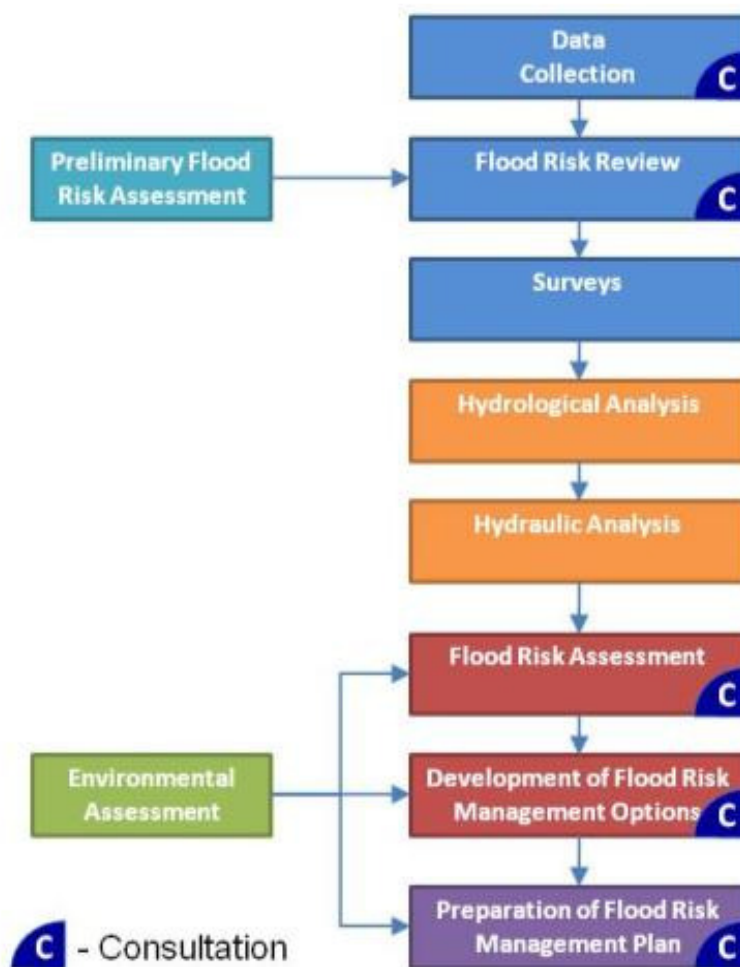 Data
Collection
C
Preliminary Flood
Risk Assessment
Flood Risk Review
C
Surveys
Hydrological Analysis
Hydraulic Analysis
Flood Risk Assessment
C
Environmental
Assessment
Development of Flood Risk
Management Options
C
Preparation of Flood Risk
Management Plan
C
C - Consultation